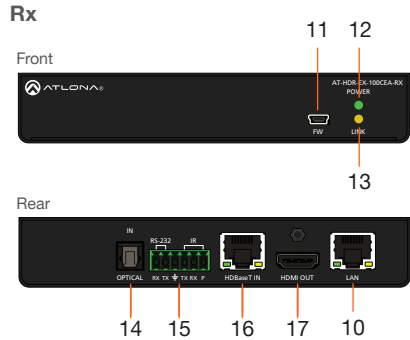 Rx
11 12
Front
ATLONA®
AT-HDR-EX-100CEA-RX
POWER
FW LINK
13
Rear
IN
RS-232 IR
OPTICAL RX TX TX RX P HDBaseT IN HDMI OUT LAN
14 15 16 17 10